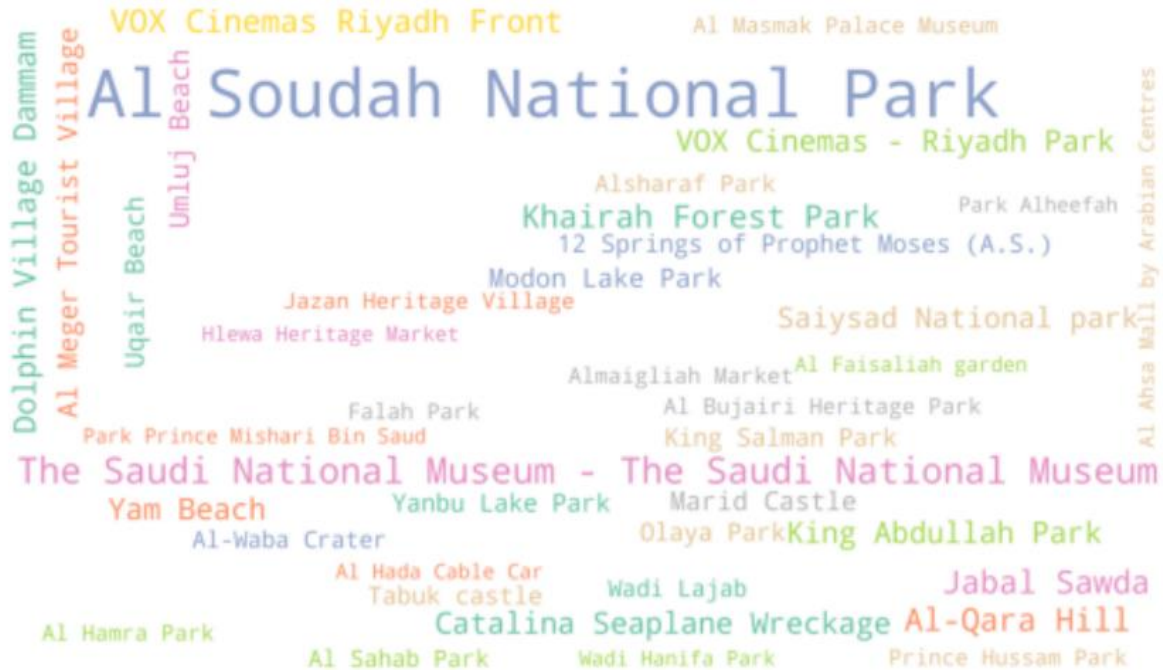 VOX Cinemas Riyadh Front
Al Masmak Palace Museum
Dolphin Village Dammam
Al Meger Tourist Village
Umluj Beach
Al Soudah National Park
Al Ahsa Mall by Arabian Centres
VOX Cinemas - Riyadh Park
Alsharaf Park
Uqair Beach
Park Alheefah
Khairah Forest Park
12 Springs of Prophet Moses (A.S.)
Modon Lake Park
Jazan Heritage Village
Saiysad National park
Hlewa Heritage Market
Al Faisaliah garden
Almaigliah Market
Al Bujairi Heritage Park
Falah Park
Park Prince Mishari Bin Saud
King Salman Park
The Saudi National Museum - The Saudi National Museum
Yam Beach
Yanbu Lake Park
Marid Castle
Al-Waba Crater
Olaya Park
King Abdullah Park
Al Hada Cable Car
Wadi Lajab
Jabal Sawda
Tabuk castle
Catalina Seaplane Wreckage
Al-Qara Hill
Al Hamra Park
Al Sahab Park
Wadi Hanifa Park
Prince Hussam Park